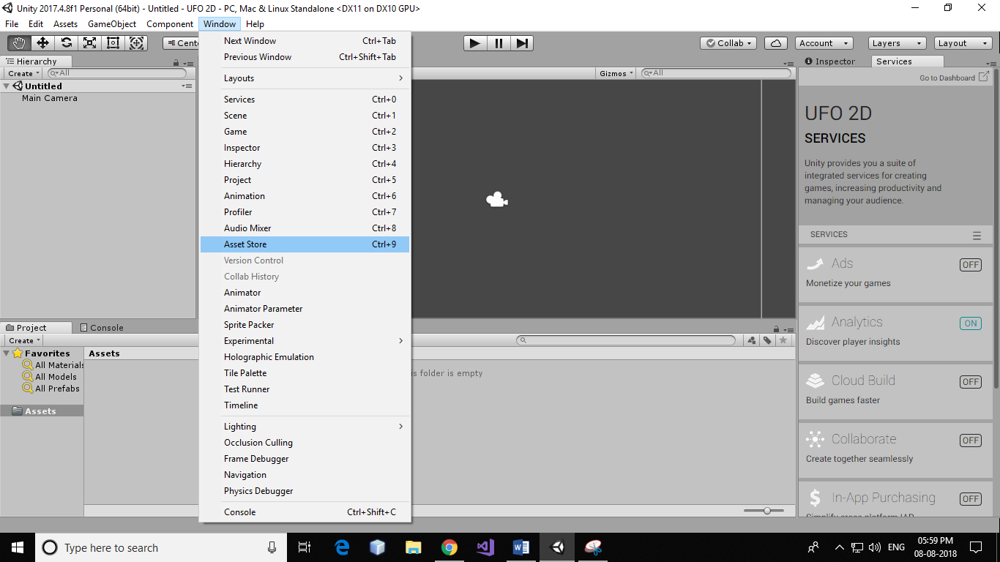 Unity 2017.4.8f1 Personal (64bit) - Untitled - UFO 2D - PC, Mac & Linux Standalone <DX11 on DX10 GPU>
File Edit Assets GameObject Component Window Help
Cente
Collab Account Layers Layout
Hierarchy
Create All
Untitled
Main Camera
Next Window Ctrl+Tab
Previous Window Ctrl+Shift+Tab
Layouts
Services Ctrl+0
Scene Ctrl+1
Game Ctrl+2
Inspector Ctrl+3
Hierarchy Ctrl+4
Project Ctrl+5
Animation Ctrl+6
Profiler Ctrl+7
Audio Mixer Ctrl+8
Asset Store Ctrl+9
Version Control
Collab History
Animator
Animator Parameter
Sprite Packer
Experimental
Holographic Emulation
Tile Palette
Test Runner
Timeline
Lighting
Occlusion Culling
Frame Debugger
Navigation
Physics Debugger
Console Ctrl+Shift+C
Gizmos All
Inspector Services
Go to Dashboard
UFO 2D
SERVICES
Unity provides you a suite of
integrated services for creating
games, increasing productivity and
managing your audience.
SERVICES
Ads OFF
Monetize your games
Analytics ON
Discover player insights
Cloud Build OFF
Build games faster
Collaborate OFF
Create together seamlessly
In-App Purchasing OFF
Simplify cross platform IAP
Project Console
Create
Favorites
All Materials
All Models
All Prefabs
Assets
Assets
s folder is empty
Type here to search
ENG
05:59 PM
08-08-2018